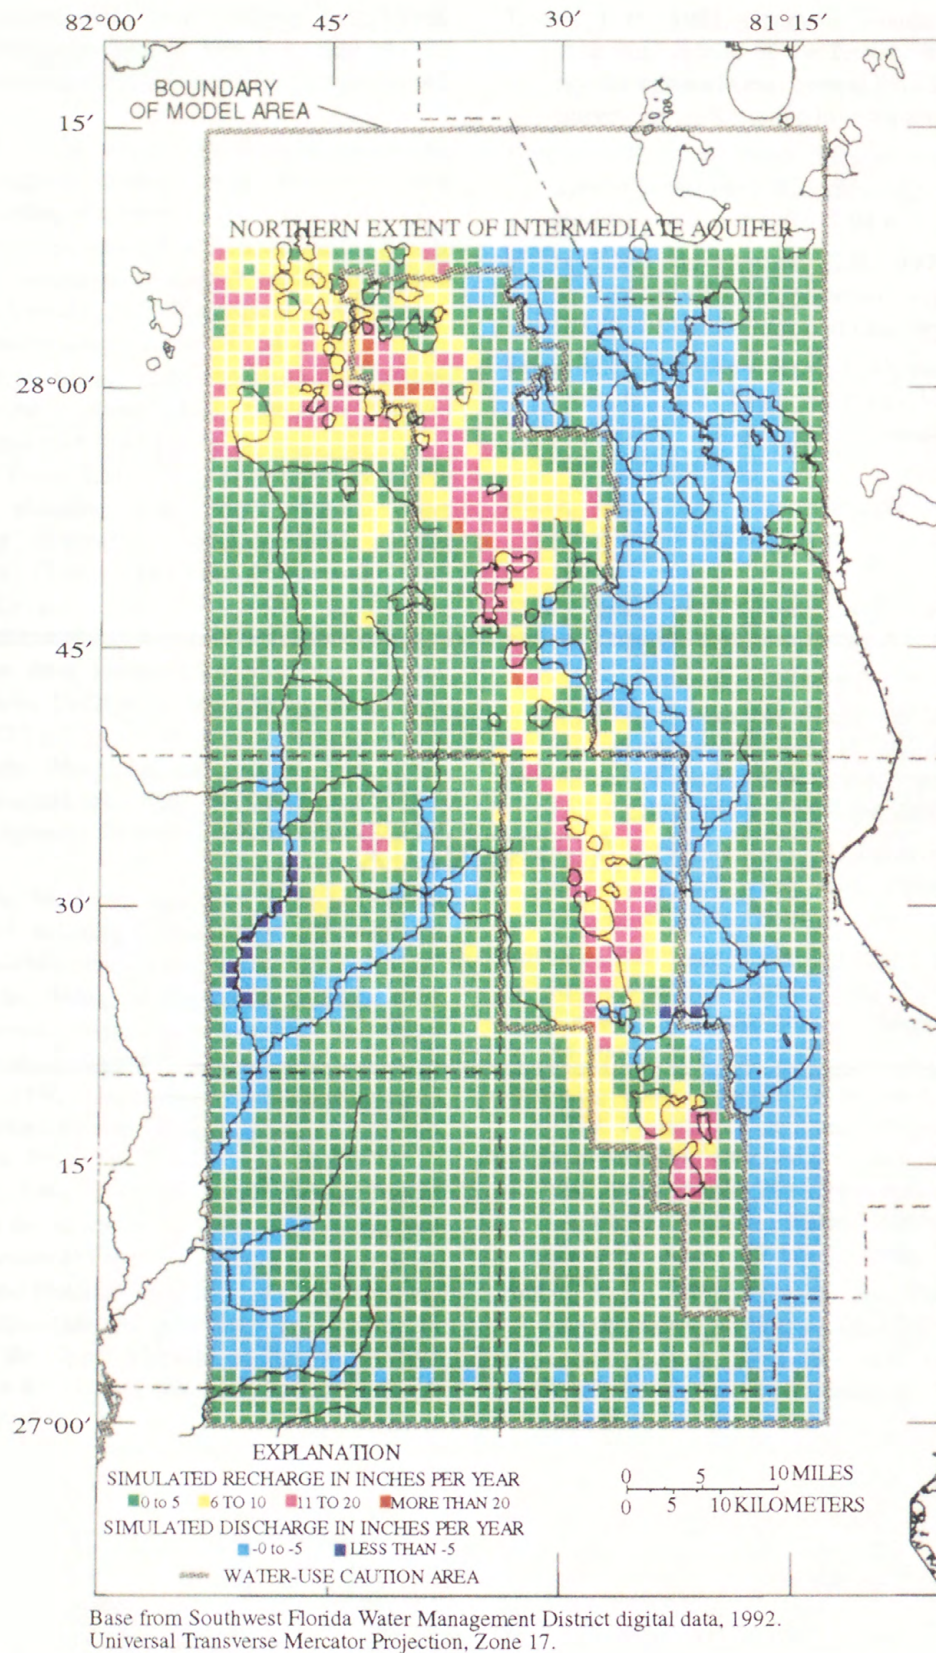 82°00′ 45′ 30′ 81°15′
BOUNDARY
OF MODEL AREA
15′
NORTHERN EXTENT OF INTERMEDIATE AQUIFER
28°00′
45′
30′
15′
27°00′
EXPLANATION
SIMULATED RECHARGE IN INCHES PER YEAR
0 to 5 6 TO 10 11 TO 20 MORE THAN 20
SIMULATED DISCHARGE IN INCHES PER YEAR
-0 to -5 LESS THAN -5
WATER-USE CAUTION AREA
0 5 10 MILES
0 5 10 KILOMETERS
Base from Southwest Florida Water Management District digital data, 1992.
Universal Transverse Mercator Projection, Zone 17.